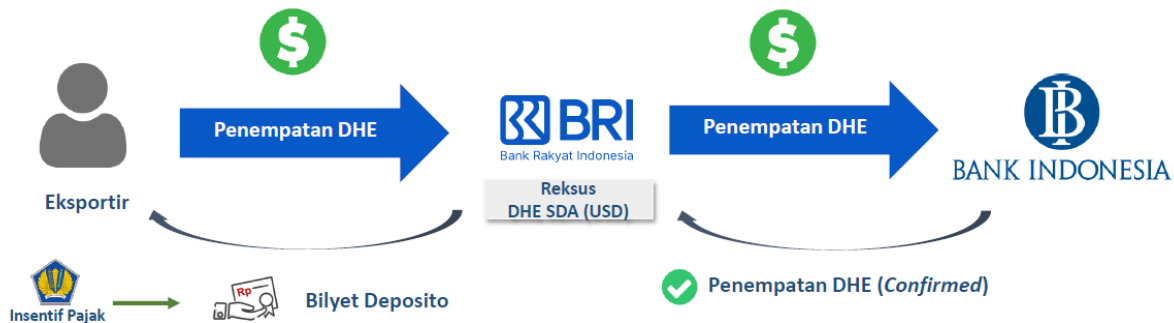 $
$
Penempatan DHE
Penempatan DHE
BRI
Bank Rakyat Indonesia
BI
BANK INDONESIA
Eksportir
Reksus
DHE SDA (USD)
Rp
Bilyet Deposito
Insentif Pajak
Penempatan DHE (Confirmed)